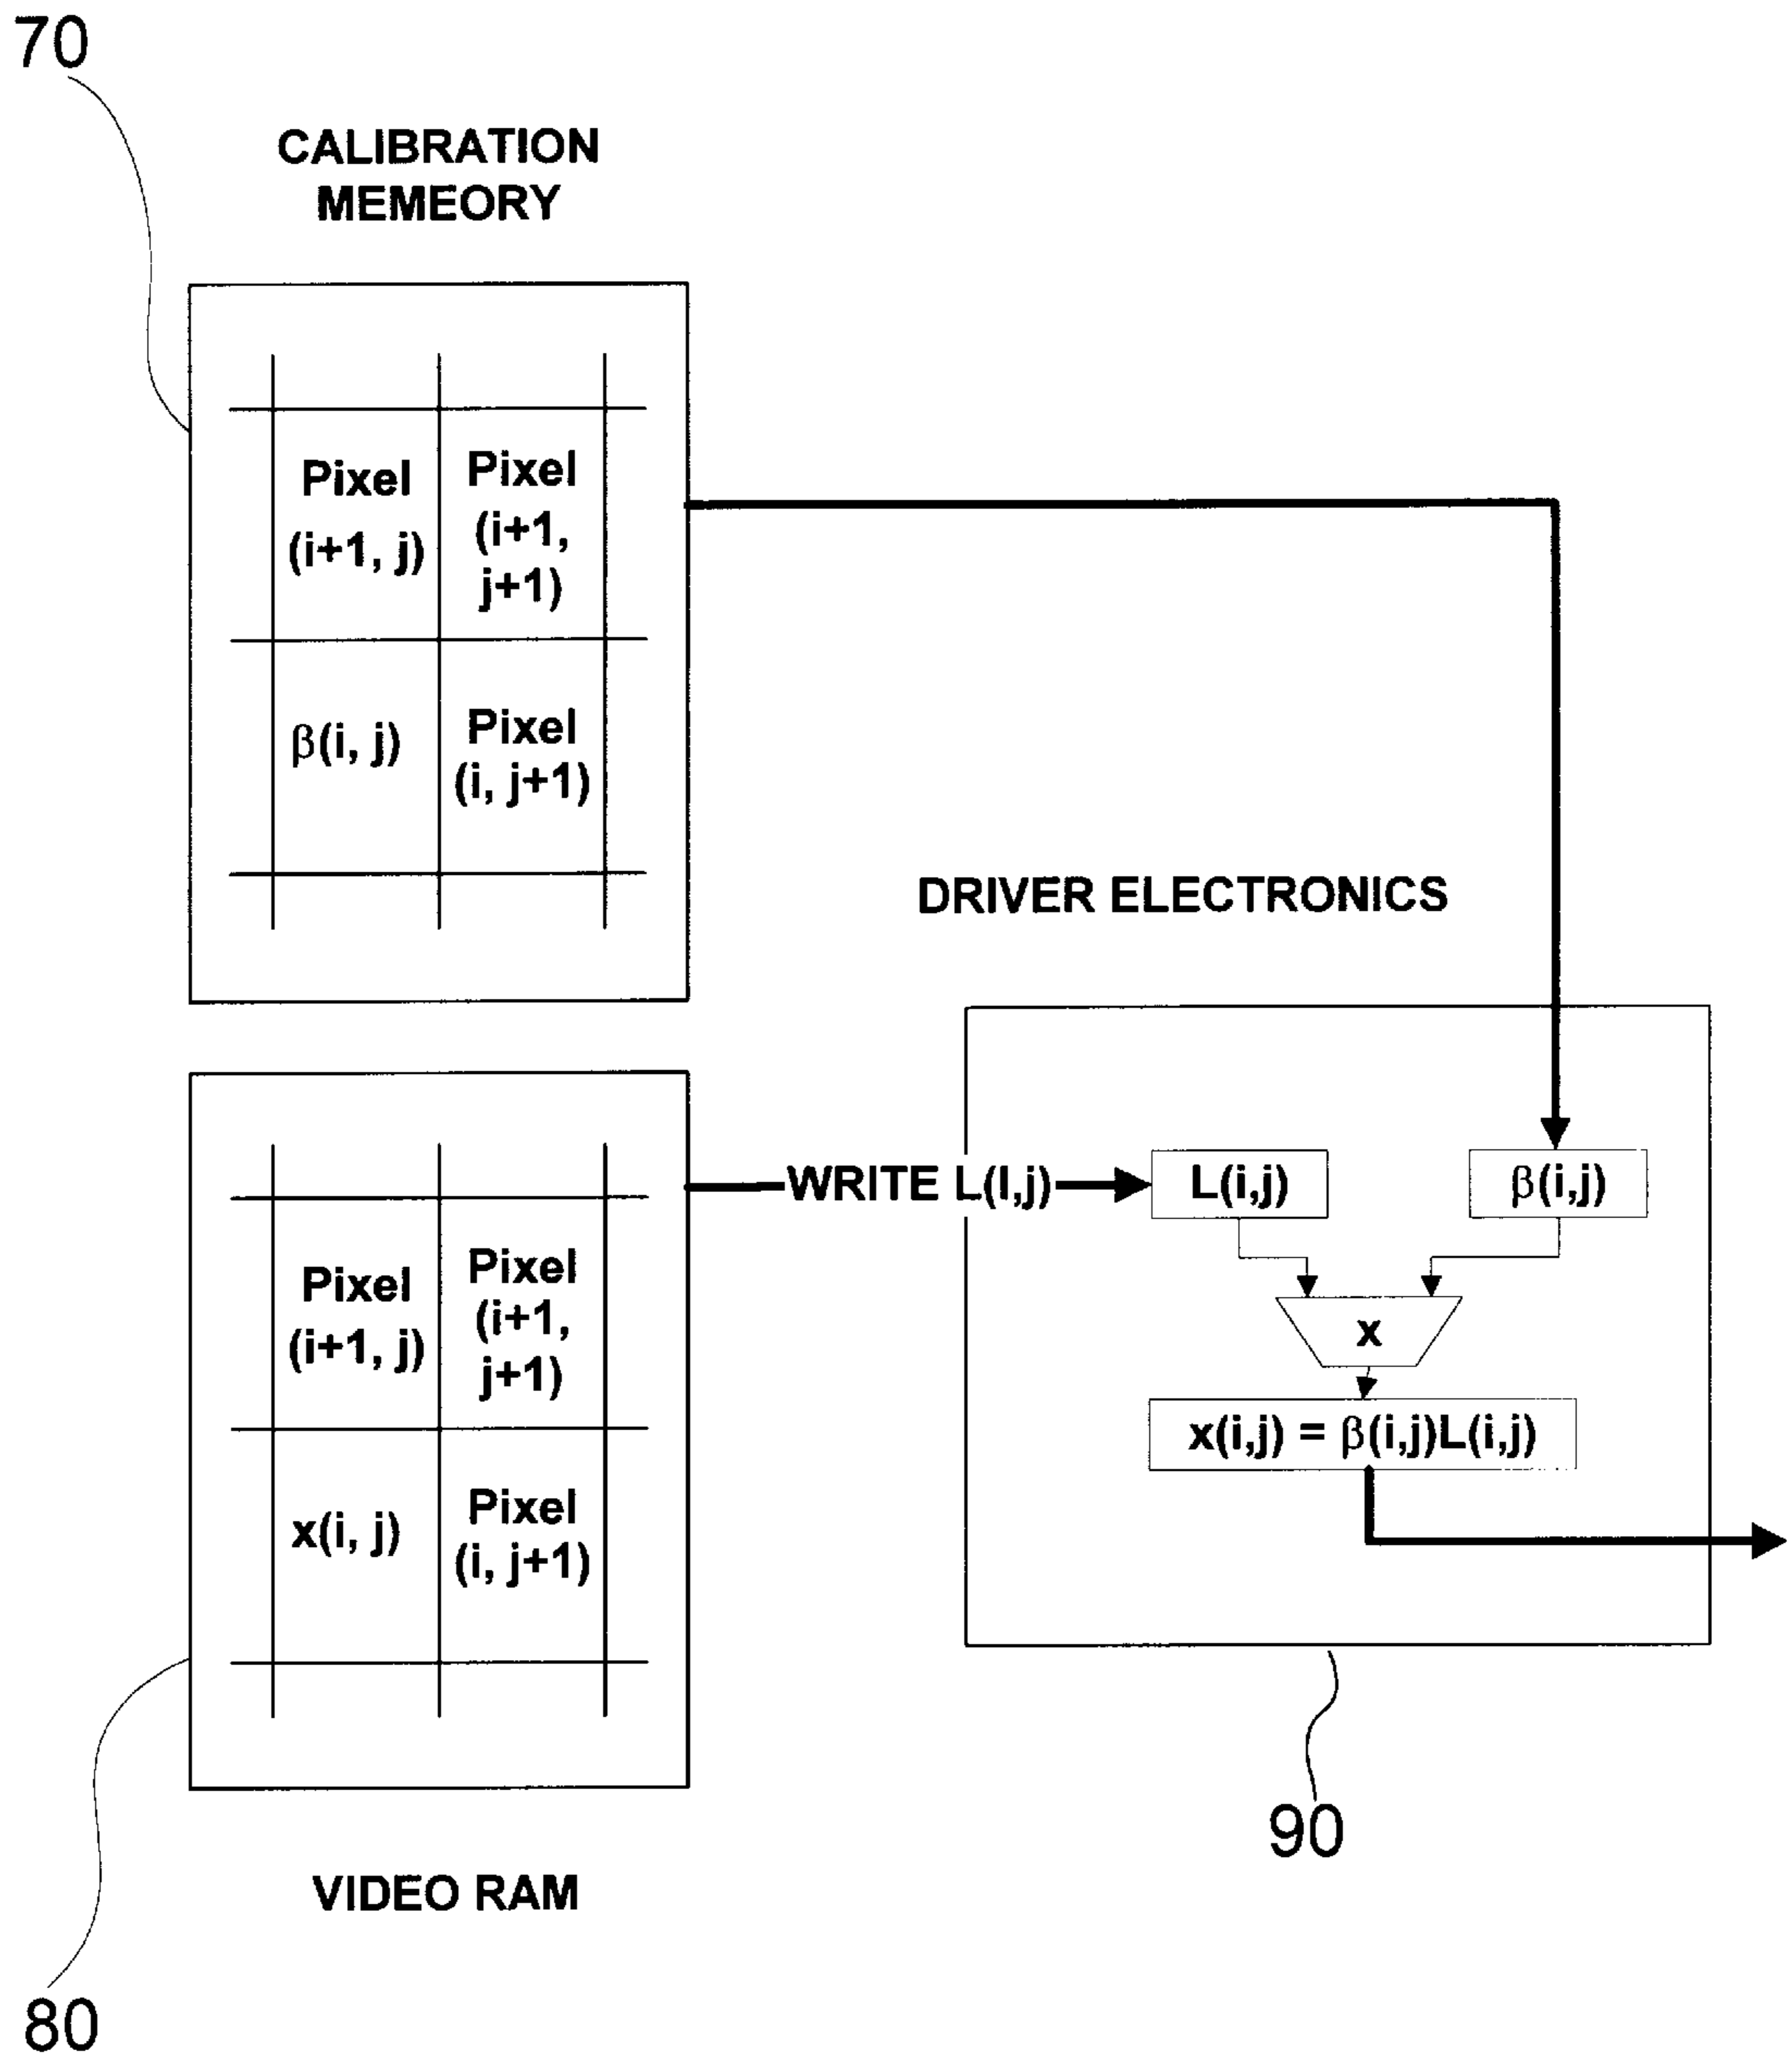 70
CALIBRATION
MEMEORY
Pixel
(i+1, j)
Pixel
(i+1,
j+1)
β(i, j)
Pixel
(i, j+1)
DRIVER ELECTRONICS
WRITE L(I,j)
L(i,j)
β(i,j)
x
x(i,j) = β(i,j)L(i,j)
Pixel
(i+1, j)
Pixel
(i+1,
j+1)
x(i, j)
Pixel
(i, j+1)
90
VIDEO RAM
80